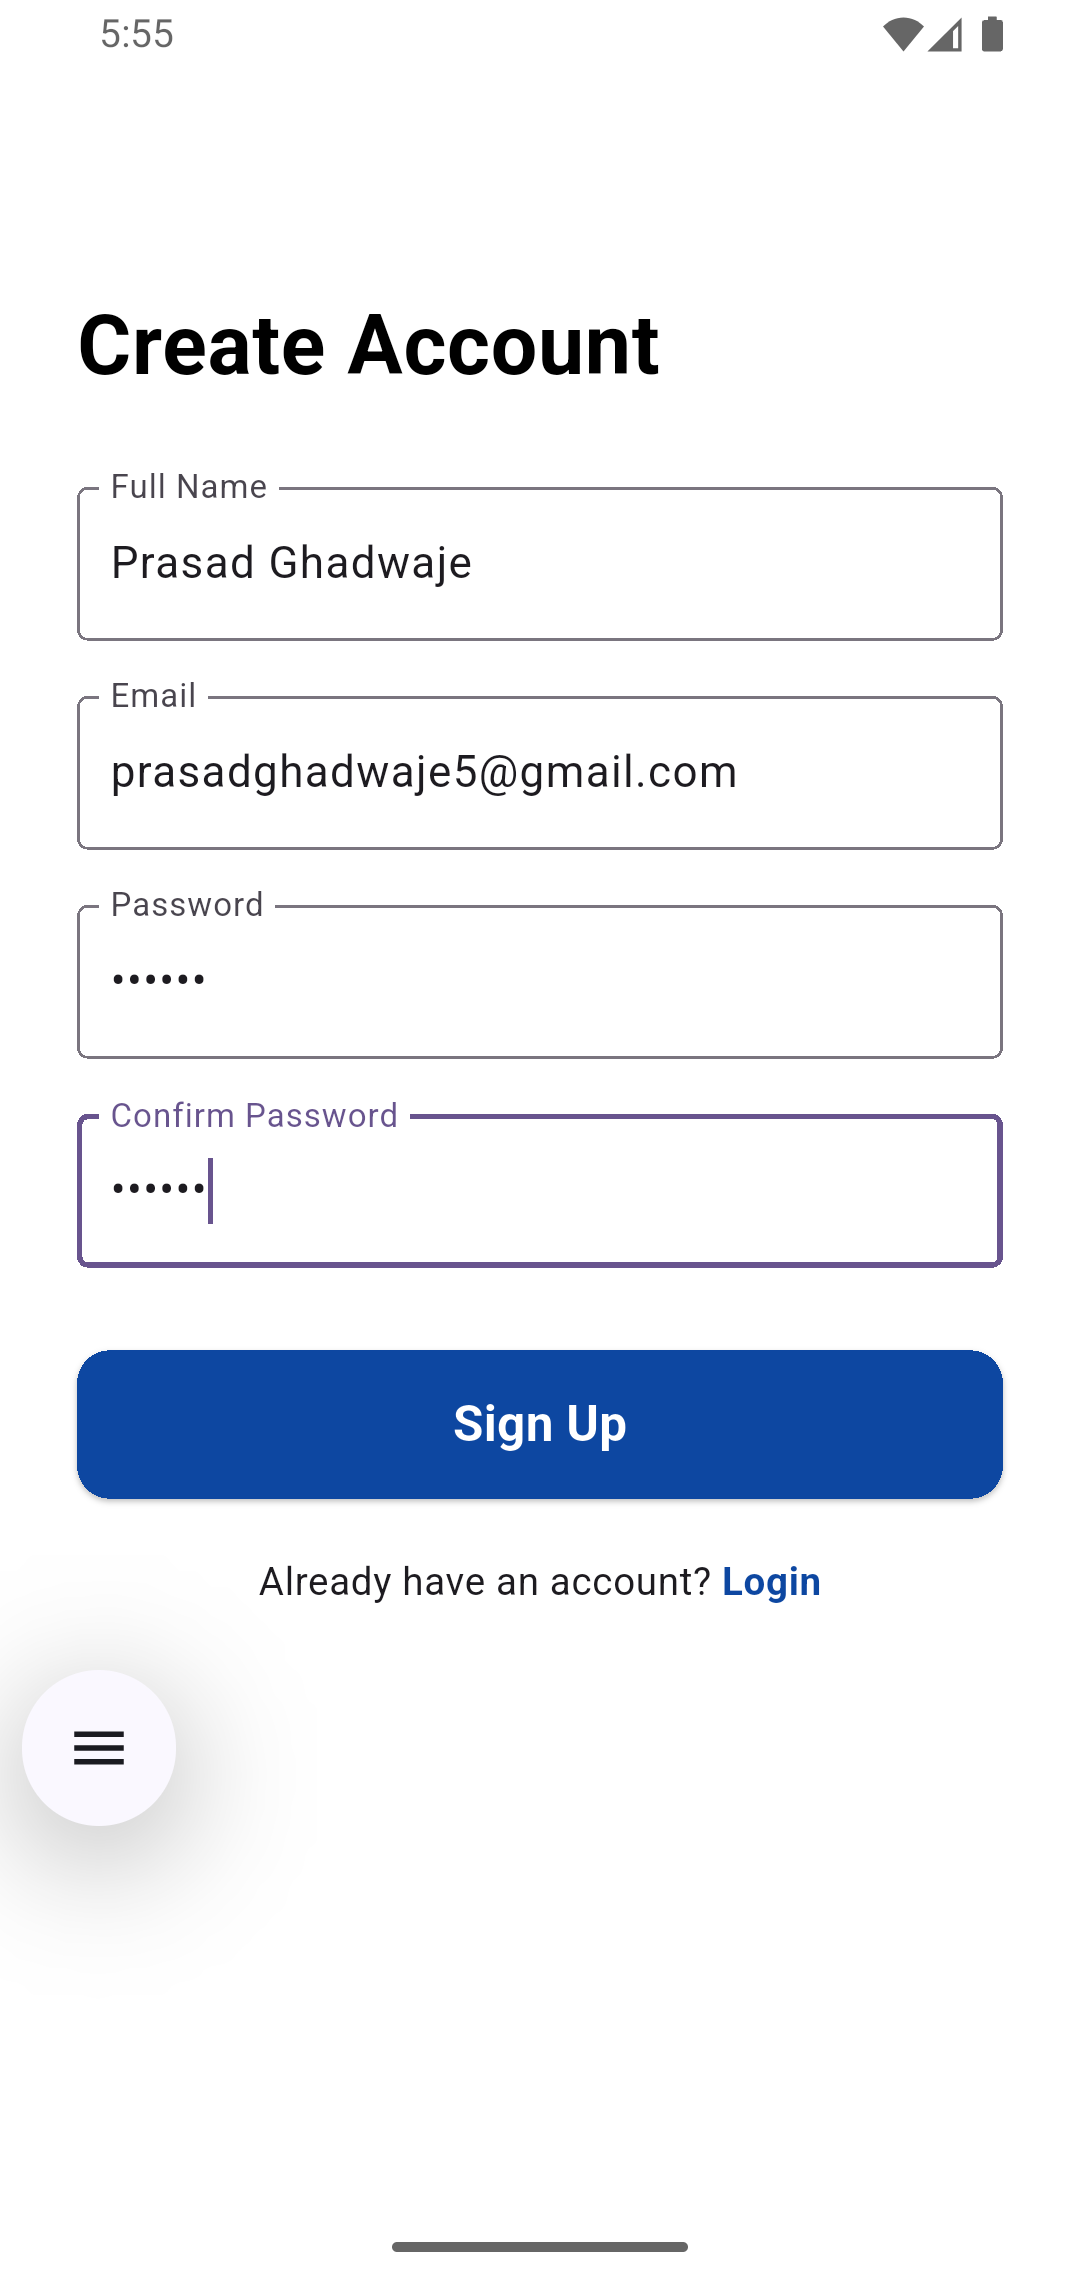 5:55
Create Account
Full Name
Prasad Ghadwaje
Email
prasadghadwaje5@gmail.com
Password
••••••
Confirm Password
••••••
Sign Up
Already have an account? Login